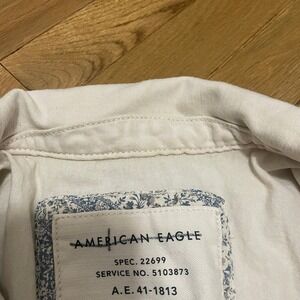 AMERICAN EAGLE
SPEC. 22699
SERVICE NO. 5103873
A.E. 41-1813